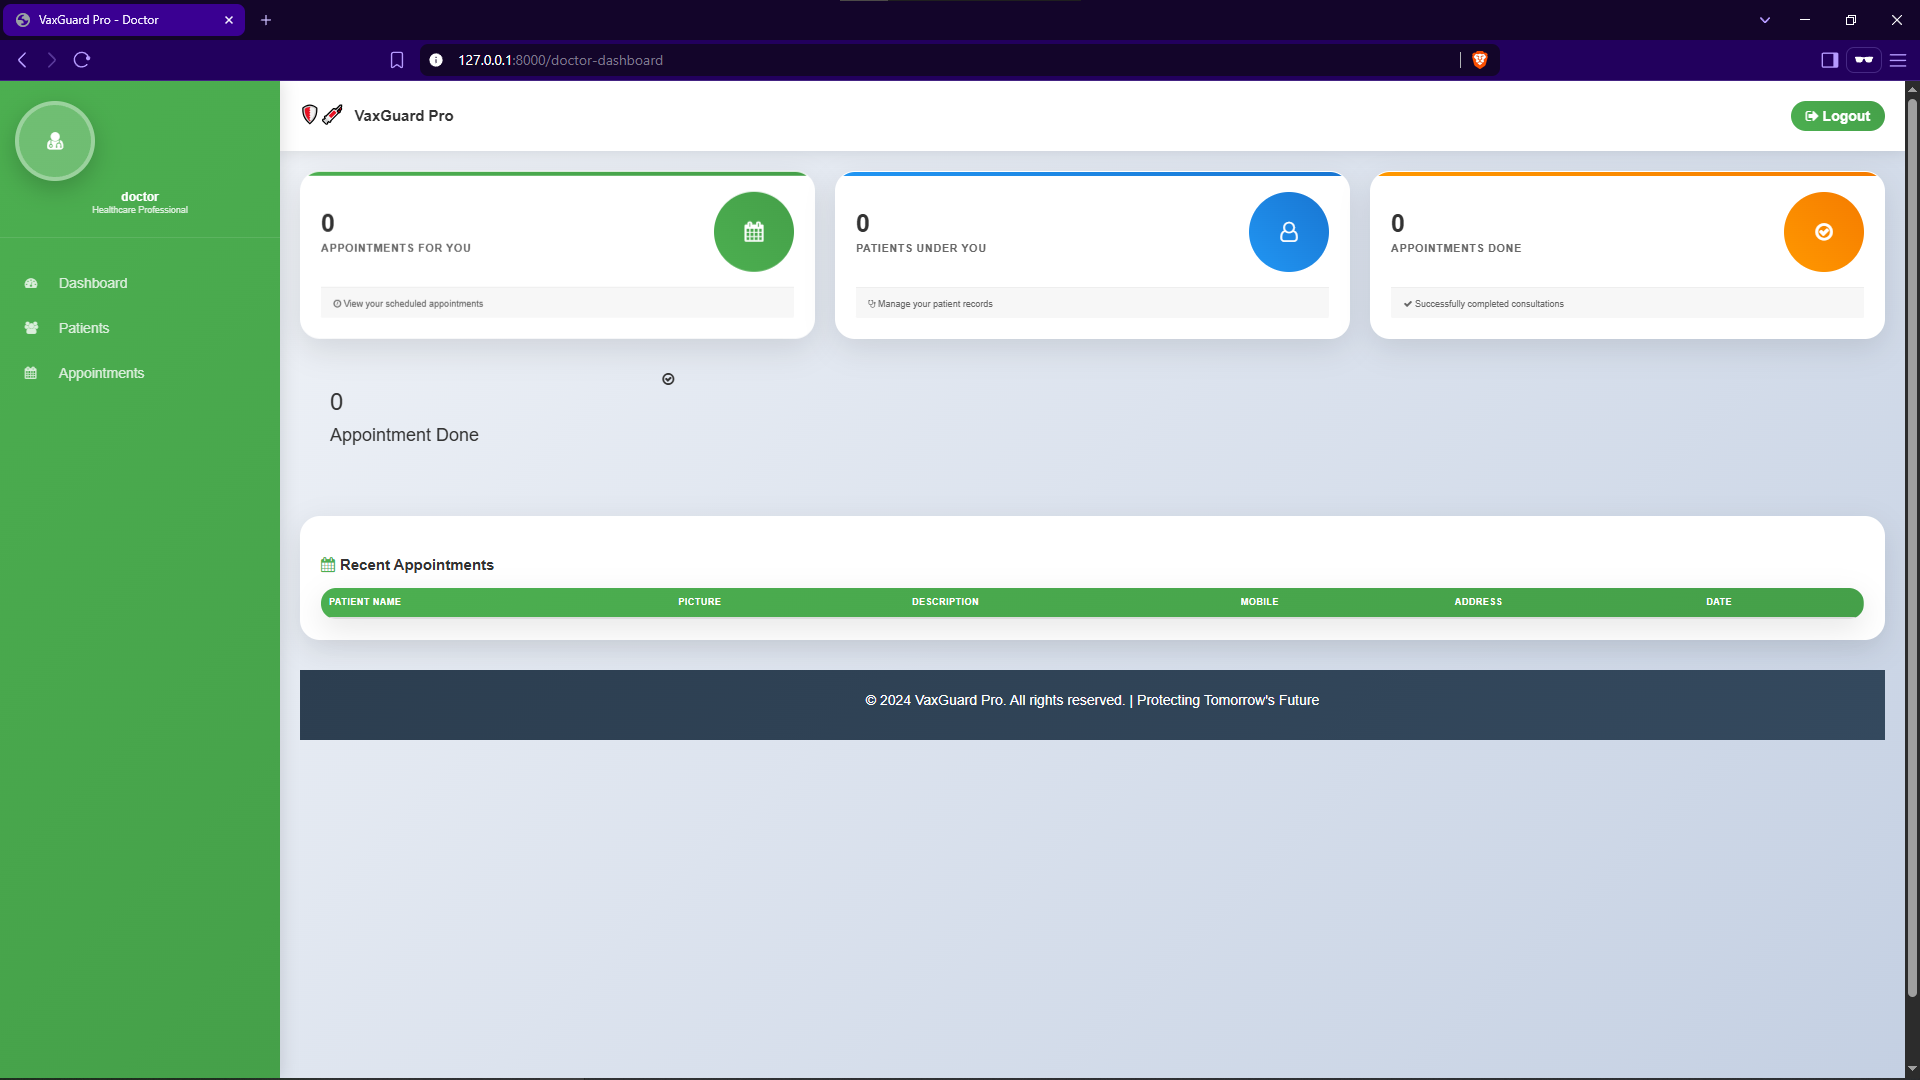 VaxGuard Pro - Doctor
127.0.0.1:8000/doctor-dashboard
doctor
Healthcare Professional
Dashboard
Patients
Appointments
VaxGuard Pro
Logout
0
APPOINTMENTS FOR YOU
View your scheduled appointments
0
PATIENTS UNDER YOU
Manage your patient records
0
APPOINTMENTS DONE
Successfully completed consultations
0
Appointment Done
Recent Appointments
PATIENT NAME PICTURE DESCRIPTION MOBILE ADDRESS DATE
© 2024 VaxGuard Pro. All rights reserved. | Protecting Tomorrow's Future